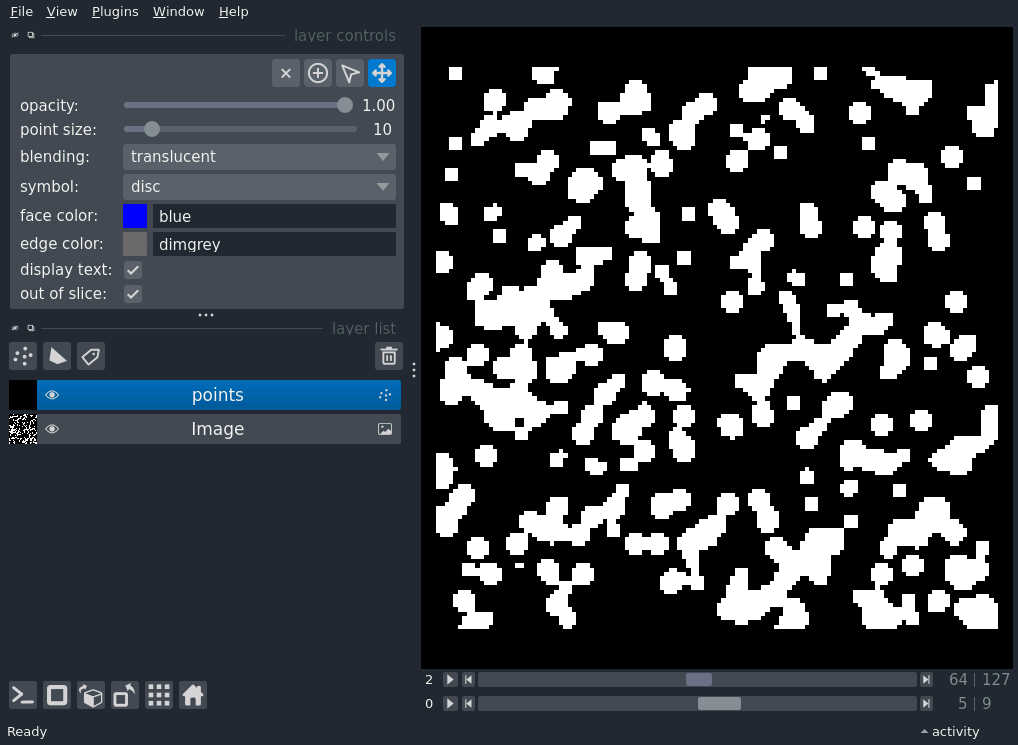 File View Plugins Window Help
layer controls
opacity: 1.00
point size: 10
blending: translucent
symbol: disc
face color: blue
edge color: dimgrey
display text:
out of slice:
layer list
points
Image
2 64 | 127
0 5 | 9
Ready activity